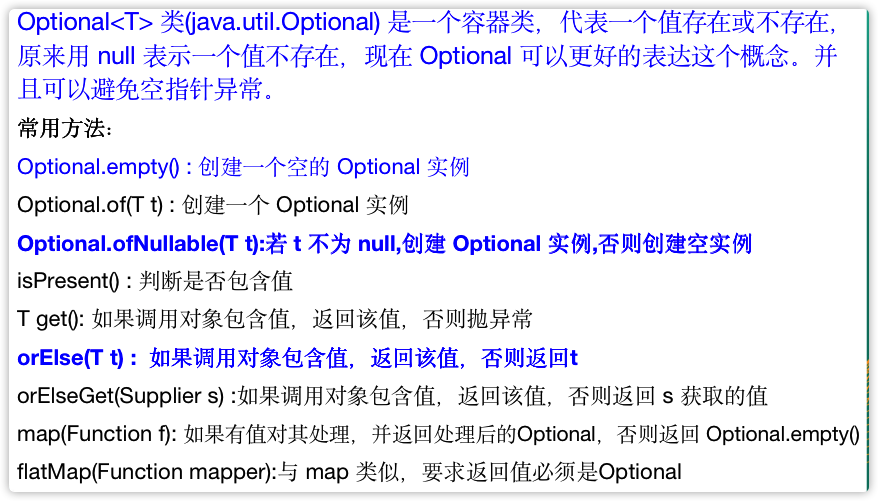 Optional<T> 类(java.util.Optional) 是一个容器类，代表一个值存在或不存在，
原来用 null 表示一个值不存在，现在 Optional 可以更好的表达这个概念。并
且可以避免空指针异常。
常用方法：
Optional.empty() : 创建一个空的 Optional 实例
Optional.of(T t) : 创建一个 Optional 实例
Optional.ofNullable(T t):若 t 不为 null,创建 Optional 实例,否则创建空实例
isPresent() : 判断是否包含值
T get(): 如果调用对象包含值，返回该值，否则抛异常
orElse(T t) :  如果调用对象包含值，返回该值，否则返回t
orElseGet(Supplier s) :如果调用对象包含值，返回该值，否则返回 s 获取的值
map(Function f): 如果有值对其处理，并返回处理后的Optional，否则返回 Optional.empty()
flatMap(Function mapper):与 map 类似，要求返回值必须是Optional